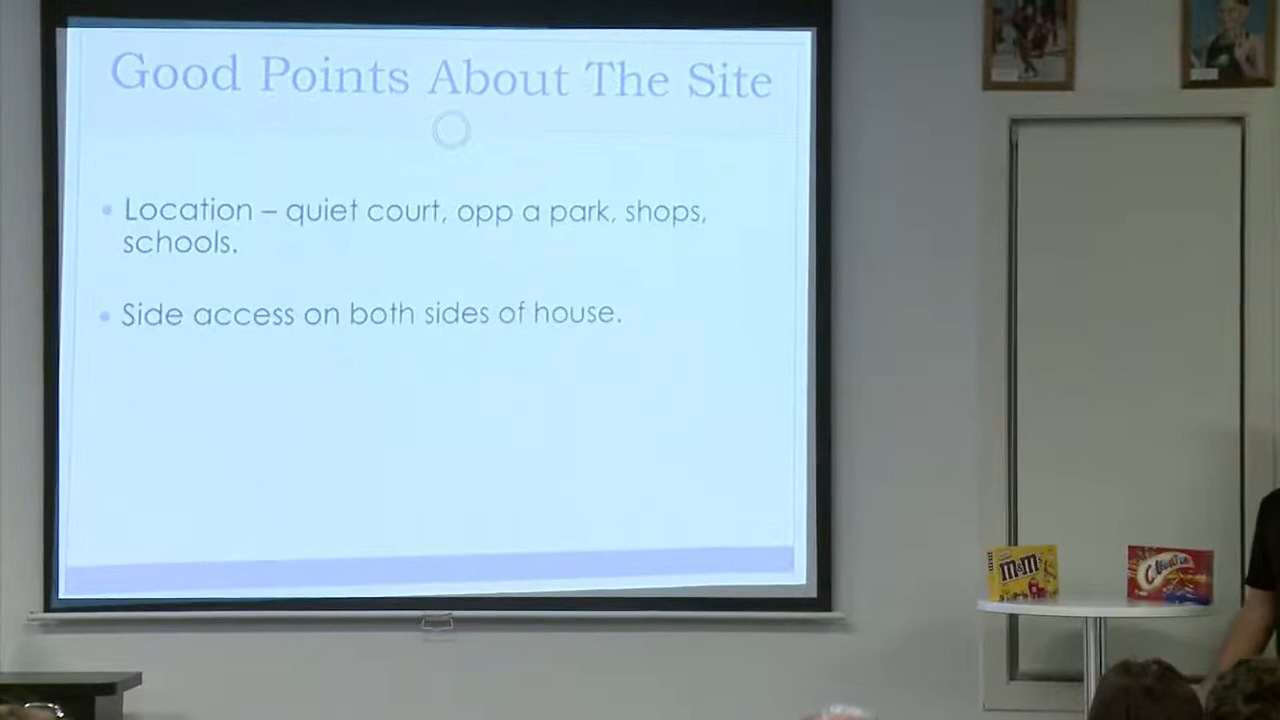 Good Points About The Site
Location – quiet court, opp a park, shops,
schools.
Side access on both sides of house.
m&m's
Celebrations